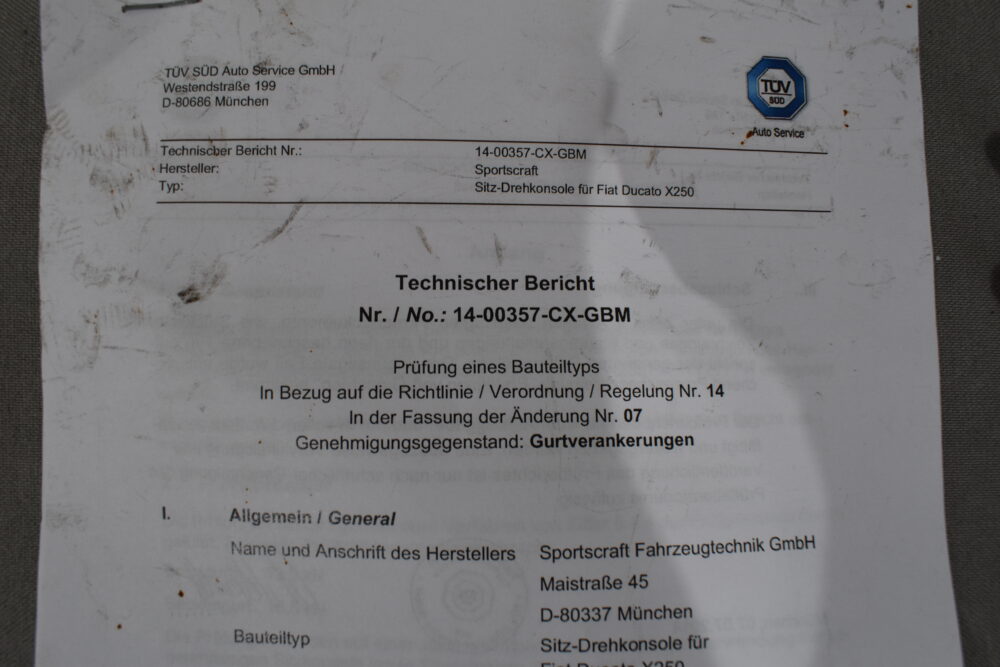 TÜV SÜD Auto Service GmbH
Westendstraße 199
D-80686 München
TÜV
SÜD
Auto Service
Technischer Bericht Nr.: 14-00357-CX-GBM
Hersteller: Sportscraft
Typ: Sitz-Drehkonsole für Fiat Ducato X250
Technischer Bericht
Nr. / No.: 14-00357-CX-GBM
Prüfung eines Bauteiltyps
In Bezug auf die Richtlinie / Verordnung / Regelung Nr. 14
In der Fassung der Änderung Nr. 07
Genehmigungsgegenstand: Gurtverankerungen
I. Allgemein / General
Name und Anschrift des Herstellers Sportscraft Fahrzeugtechnik GmbH
Maistraße 45
D-80337 München
Bauteiltyp Sitz-Drehkonsole für
Fiat Ducato X250